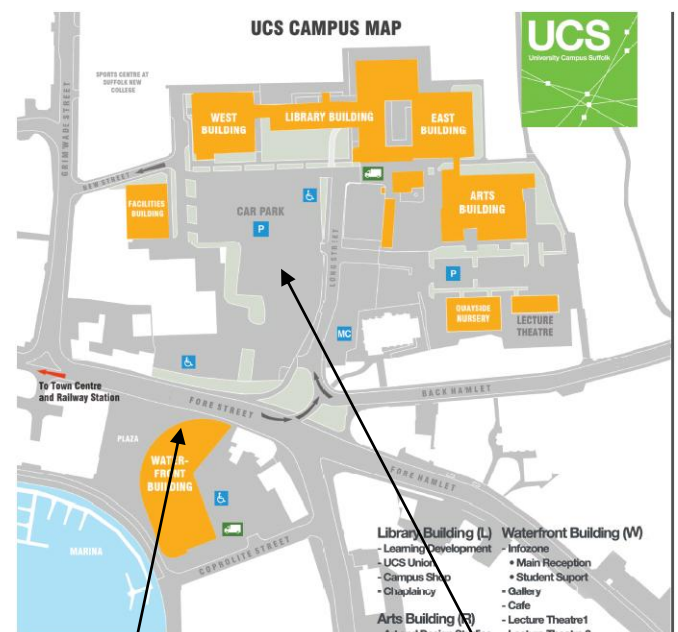 UCS CAMPUS MAP
UCS
University Campus Suffolk
SPORTS CENTRE AT
SUFFOLK NEW
COLLEGE
GRIMWADE STREET
WEST
BUILDING
LIBRARY BUILDING
EAST
BUILDING
NEW STREET
FACILITIES
BUILDING
CAR PARK
P
LONG STREET
ARTS
BUILDING
P
QUAYSIDE
NURSERY
LECTURE
THEATRE
MC
To Town Centre
and Railway Station
FORE STREET
BACK HAMLET
PLAZA
WATER-
FRONT
BUILDING
FORE HAMLET
MARINA
COPROLITE STREET
Library Building (L)
- Learning Development
- UCS Union
- Campus Shop
- Chaplaincy
Arts Building (R)
Waterfront Building (W)
- Infozone
• Main Reception
• Student Suport
- Gallery
- Cafe
- Lecture Theatre1